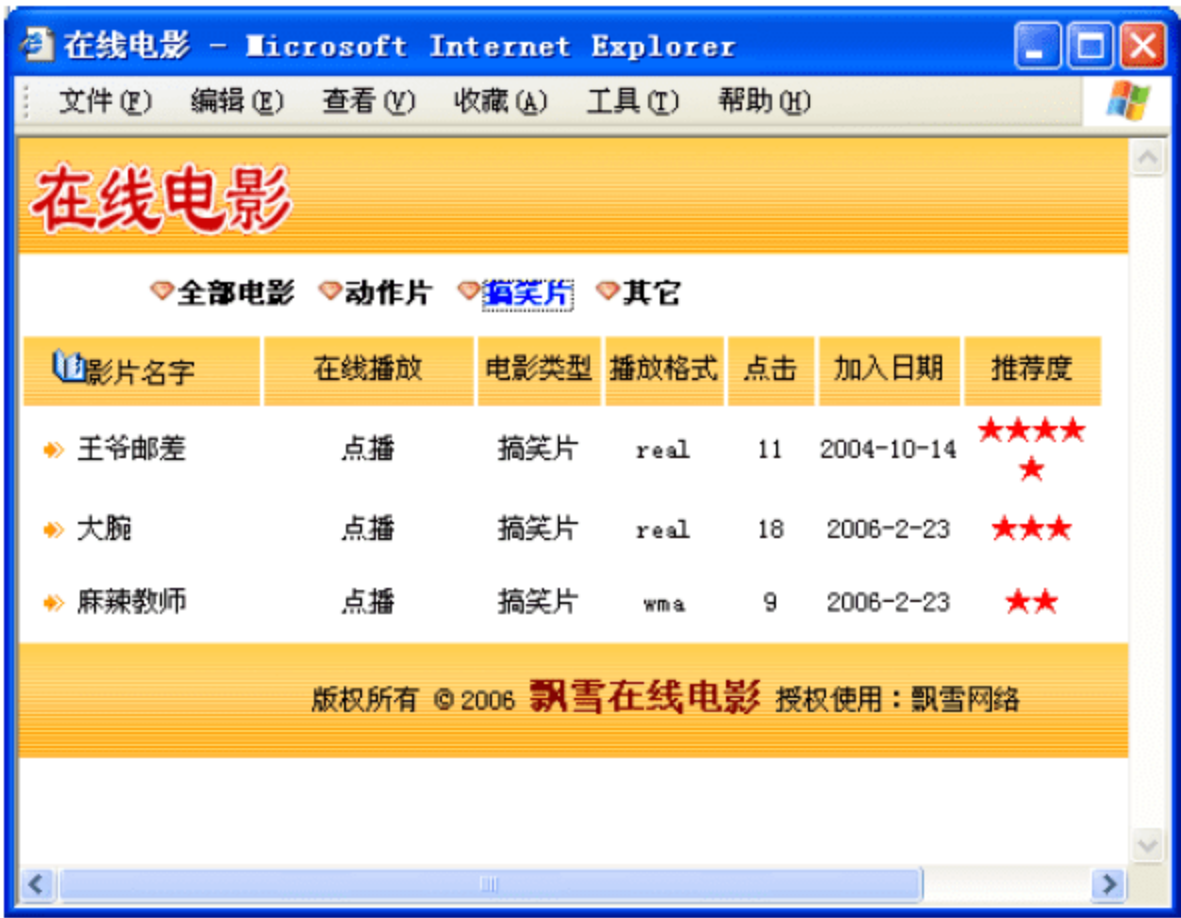 在线电影 - Microsoft Internet Explorer
文件(F) 编辑(E) 查看(V) 收藏(A) 工具(T) 帮助(H)
在线电影
全部电影 动作片 搞笑片 其它
影片名字 在线播放 电影类型 播放格式 点击 加入日期 推荐度
王爷邮差 点播 搞笑片 real 11 2004-10-14 ★★★★
★
大腕 点播 搞笑片 real 18 2006-2-23 ★★★
麻辣教师 点播 搞笑片 wma 9 2006-2-23 ★★
版权所有 © 2006 飘雪在线电影 授权使用：飘雪网络